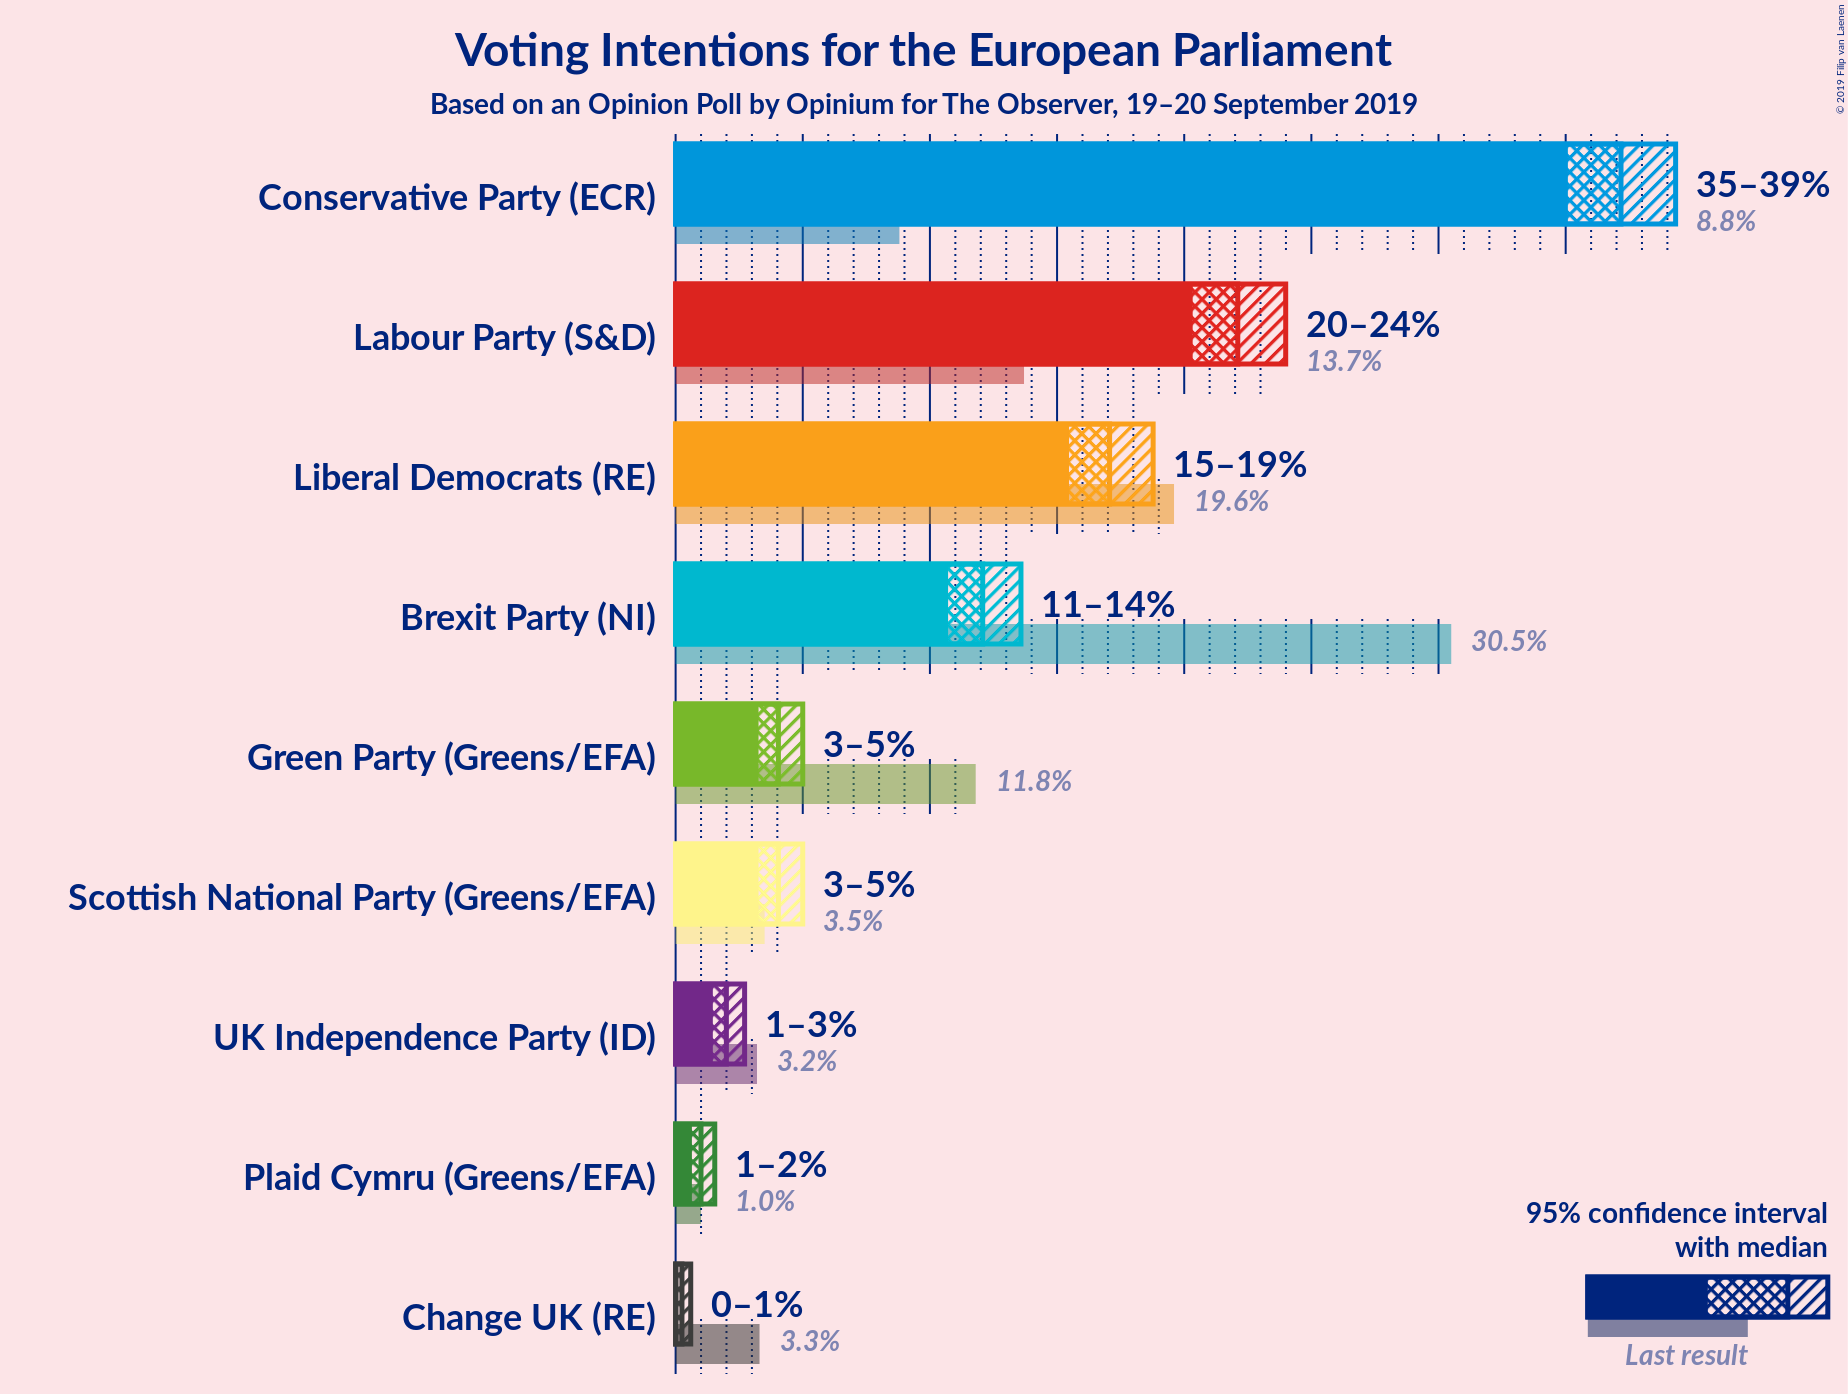 Voting Intentions for the European Parliament
Based on an Opinion Poll by Opinium for The Observer, 19–20 September 2019
© 2019 Filip van Laenen
Conservative Party (ECR)
35–39%
8.8%
Labour Party (S&D)
20–24%
13.7%
Liberal Democrats (RE)
15–19%
19.6%
Brexit Party (NI)
11–14%
30.5%
Green Party (Greens/EFA)
3–5%
11.8%
Scottish National Party (Greens/EFA)
3–5%
3.5%
UK Independence Party (ID)
1–3%
3.2%
Plaid Cymru (Greens/EFA)
1–2%
1.0%
Change UK (RE)
0–1%
3.3%
95% confidence interval
with median
Last result